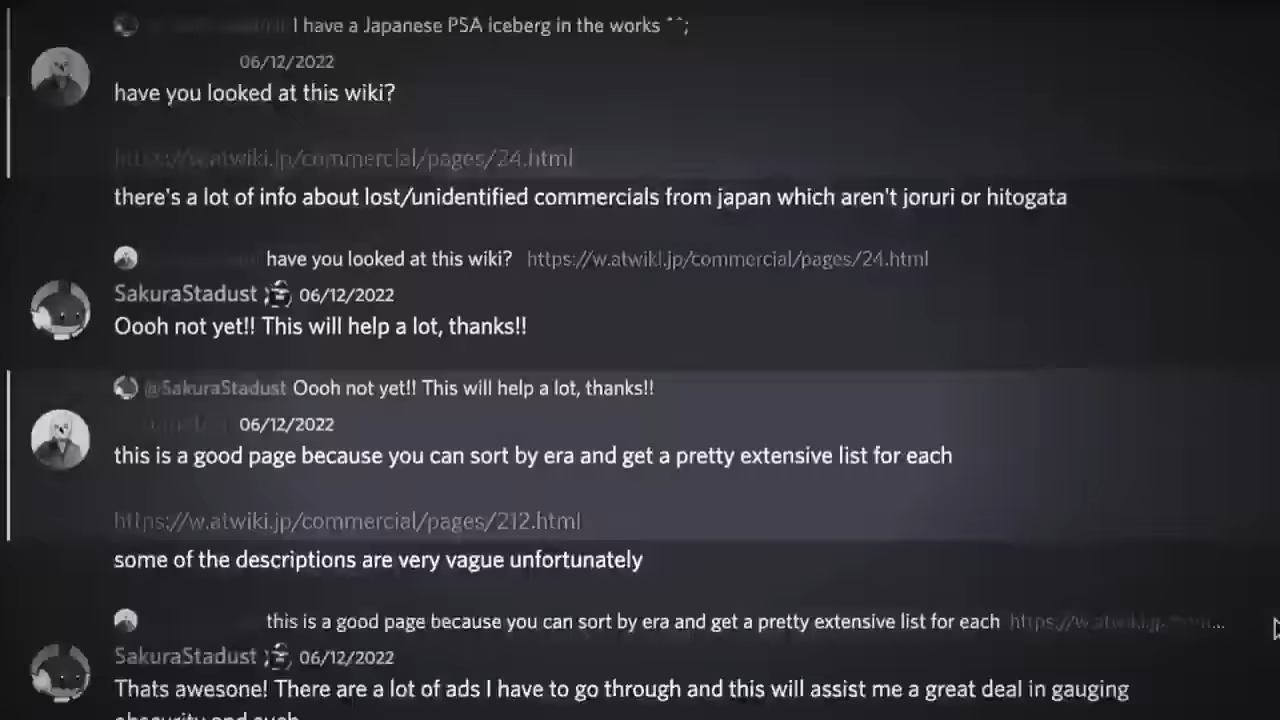 I have a Japanese PSA iceberg in the works ^^;
06/12/2022
have you looked at this wiki?
https://w.atwiki.jp/commercial/pages/24.html
there's a lot of info about lost/unidentified commercials from japan which aren't joruri or hitogata
have you looked at this wiki? https://w.atwiki.jp/commercial/pages/24.html
SakuraStadust 06/12/2022
Oooh not yet!! This will help a lot, thanks!!
@SakuraStadust Oooh not yet!! This will help a lot, thanks!!
06/12/2022
this is a good page because you can sort by era and get a pretty extensive list for each
https://w.atwiki.jp/commercial/pages/212.html
some of the descriptions are very vague unfortunately
this is a good page because you can sort by era and get a pretty extensive list for each
SakuraStadust 06/12/2022
Thats awesome! There are a lot of ads I have to go through and this will assist me a great deal in gauging
obscurity and such